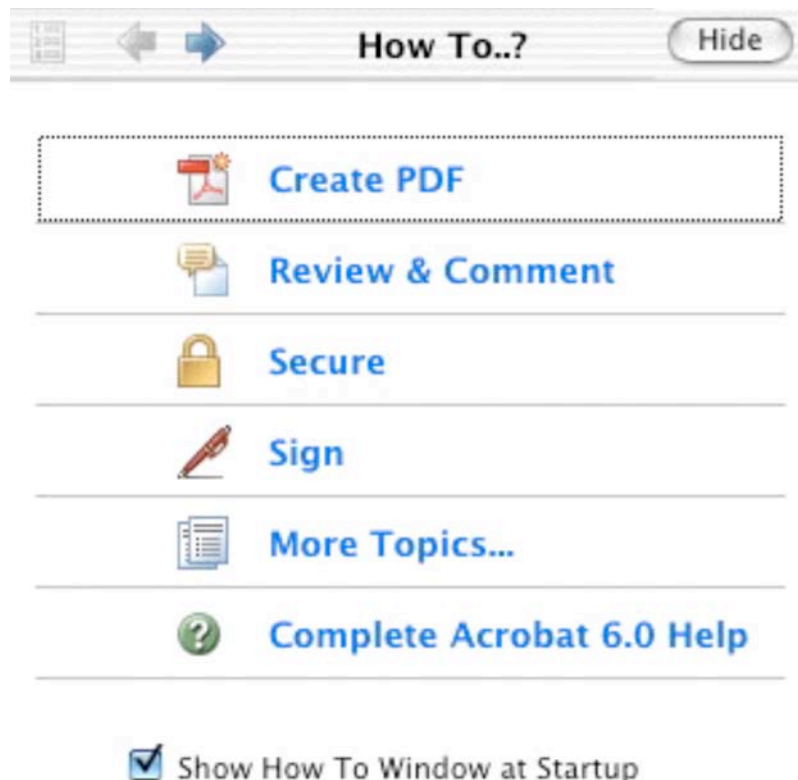 How To..?
Hide
Create PDF
Review & Comment
Secure
Sign
More Topics...
Complete Acrobat 6.0 Help
Show How To Window at Startup